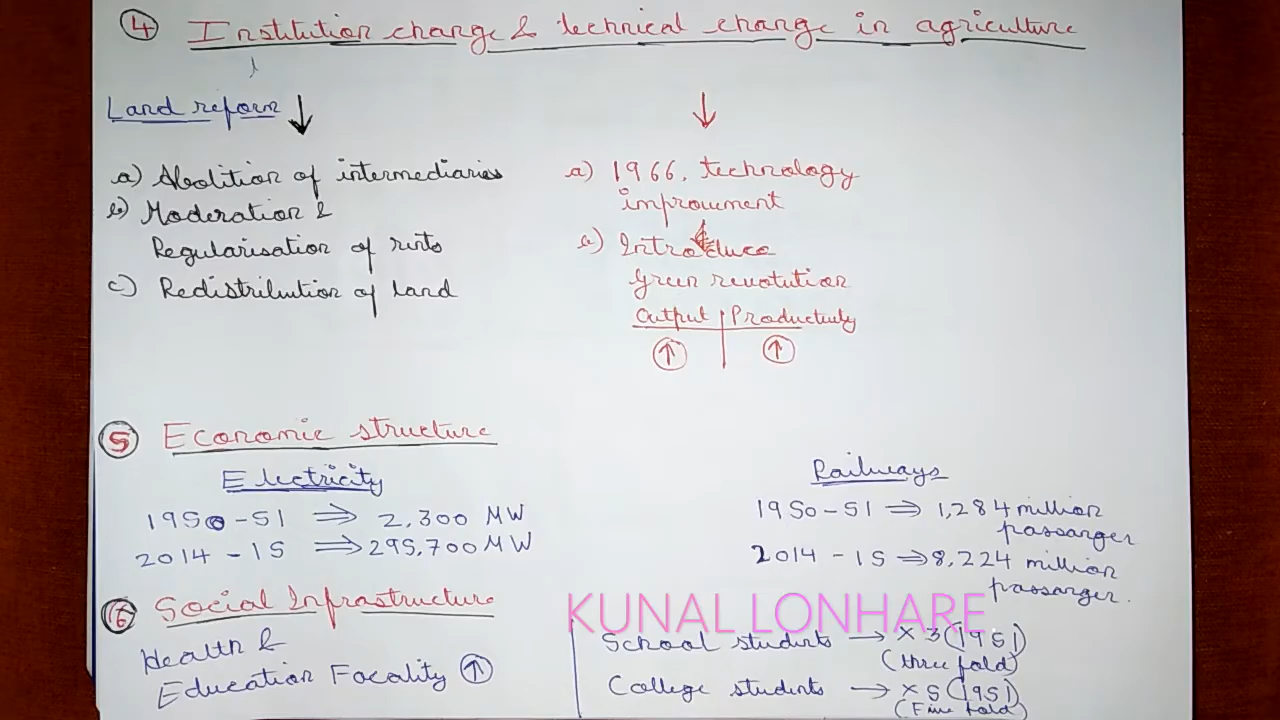 4 Institution change & technical change in agriculture
Land reform ↓
a) Abolition of intermediaries
b) Moderation &
Regularisation of rents
c) Redistribution of land
↓
a) 1966, technology
improvement
Introduce
Green revolution
Output | Productivity
↑ | ↑
5 Economic structure
Electricity
1950-51 ⇒ 2,300 MW
2014-15 ⇒ 295,700 MW
Railways
1950-51 ⇒ 1,284 million
passarger
2014-15 ⇒ 8,224 million
passarger.
6 Social Infrastructure
Health &
Education Focality ↑
KUNAL LONHARE
School students → x 3 (1951)
(three fold)
College students → x 5 (1951)
(Five fold)